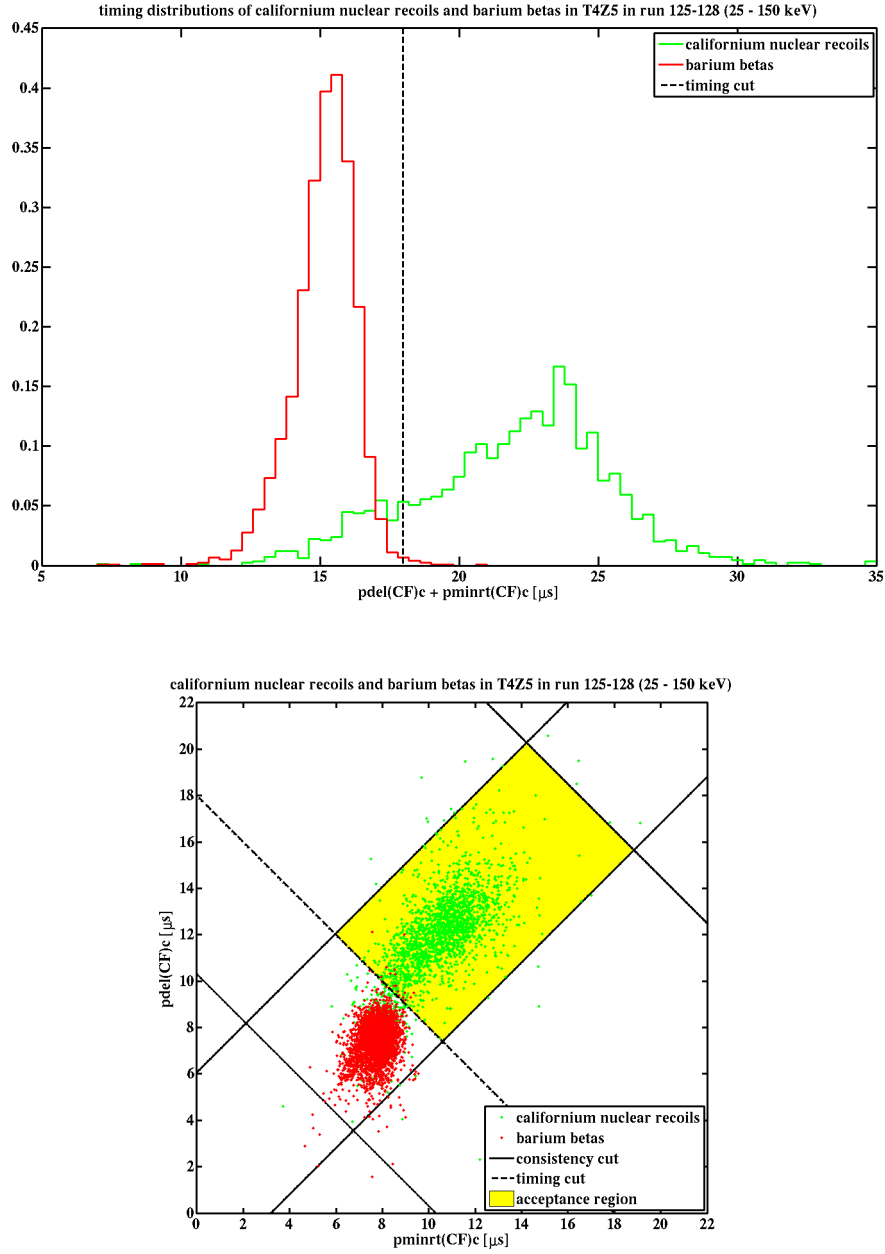 timing distributions of californium nuclear recoils and barium betas in T4Z5 in run 125-128 (25 - 150 keV)
0.45
0.4
0.35
0.3
0.25
0.2
0.15
0.1
0.05
0
californium nuclear recoils
barium betas
timing cut
5 10 15 20 25 30 35
pdel(CF)c + pminrt(CF)c [μs]
californium nuclear recoils and barium betas in T4Z5 in run 125-128 (25 - 150 keV)
22
20
18
16
14
12
10
8
6
4
2
0
pdel(CF)c [μs]
californium nuclear recoils
barium betas
consistency cut
timing cut
acceptance region
0 2 4 6 8 10 12 14 16 18 20 22
pminrt(CF)c [μs]